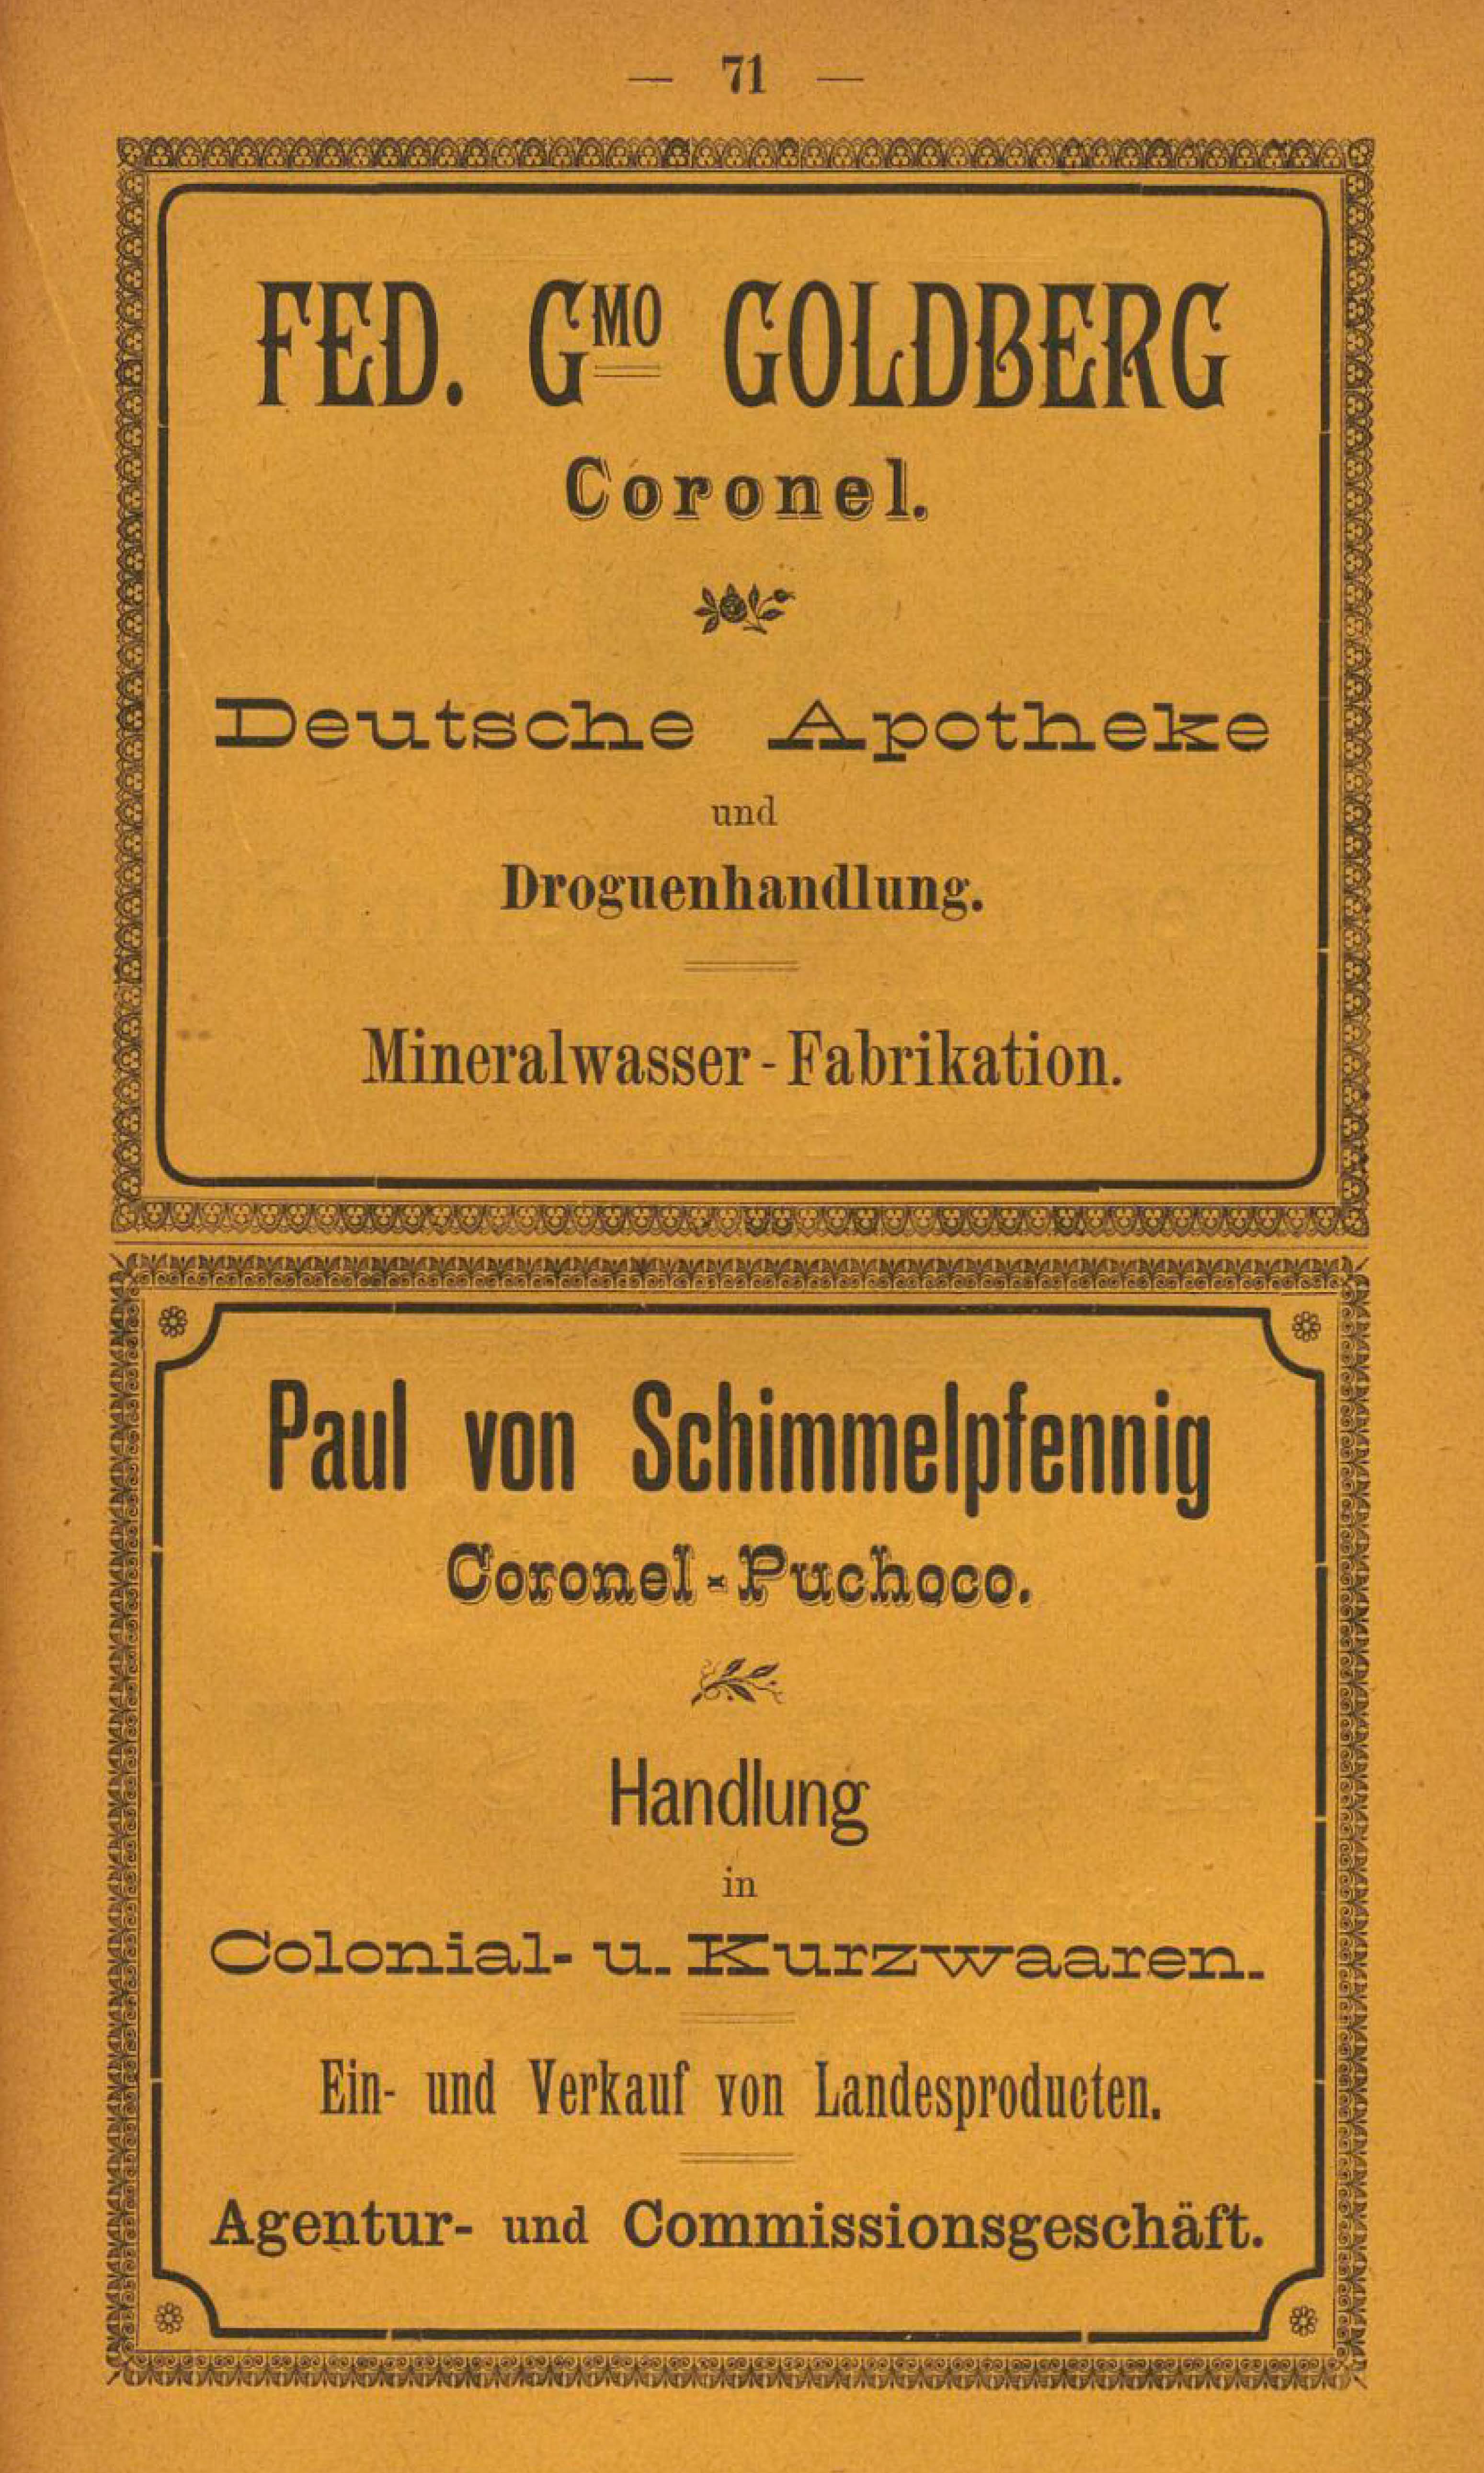 — 71 —
FED. GMO GOLDBERG
Coronel.
Deutsche Apotheke
und
Droguenhandlung.
Mineralwasser-Fabrikation.
Paul von Schimmelpfennig
Coronel-Puchoco.
Handlung
in
Colonial- u. Kurzwaaren.
Ein- und Verkauf von Landesproducten.
Agentur- und Commissionsgeschäft.